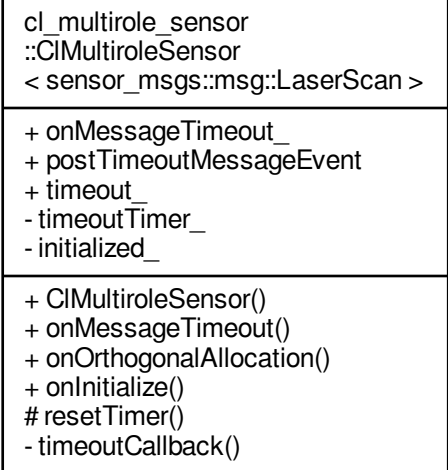 cl_multirole_sensor
::ClMultiroleSensor
< sensor_msgs::msg::LaserScan >
+ onMessageTimeout_
+ postTimeoutMessageEvent
+ timeout_
- timeoutTimer_
- initialized_
+ ClMultiroleSensor()
+ onMessageTimeout()
+ onOrthogonalAllocation()
+ onInitialize()
# resetTimer()
- timeoutCallback()